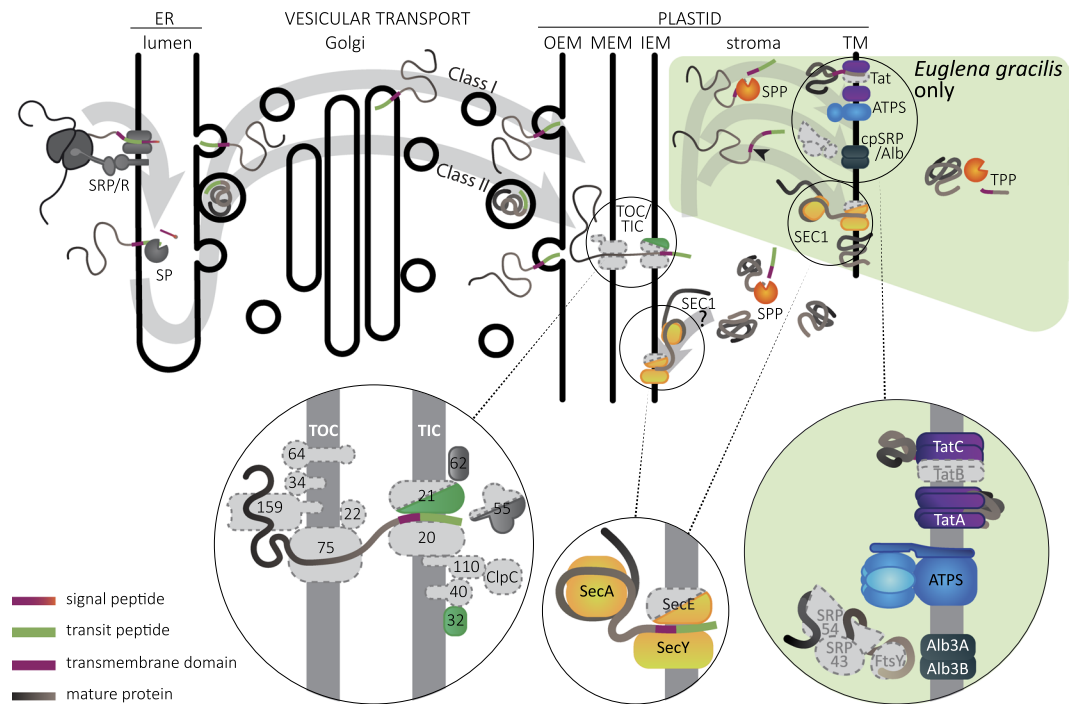 ER
VESICULAR TRANSPORT
PLASTID
lumen
Golgi
OEM
MEM
IEM
stroma
TM
Class I
Class II
SRP/R
SP
SPP
Tat
ATPS
cpSRP
/Alb
Euglena gracilis
only
TPP
TOC/
TIC
SEC1
SEC1
?
SPP
TOC
TIC
64
34
159
22
75
62
21
55
20
110
ClpC
40
32
SecA
SecE
SecY
TatC
TatB
TatA
ATPS
SRP
54
SRP
43
FtsY
Alb3A
Alb3B
signal peptide
transit peptide
transmembrane domain
mature protein